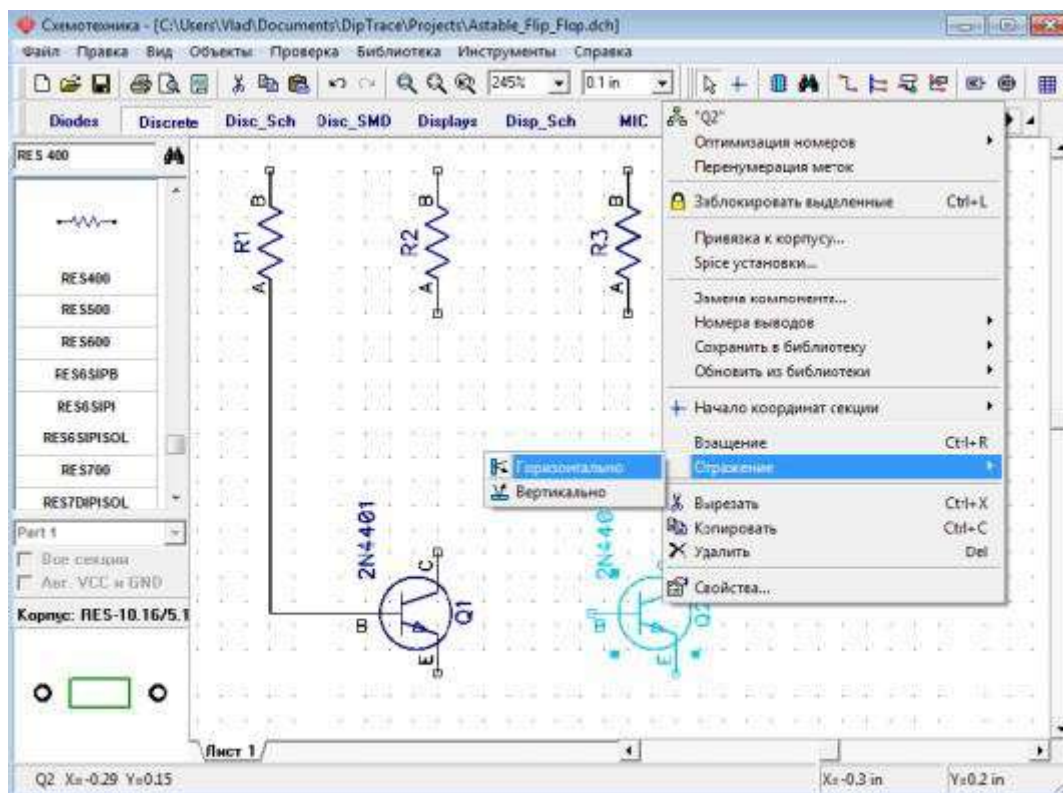 Схемотехника - [C:\Users\Vlad\Documents\DipTrace\Projects\Astable_Flip_Flop.dch]
Файл Правка Вид Объекты Проверка Библиотека Инструменты Справка
245% 0.1 in
Diodes Discrete Disc_Sch Disc_SMD Displays Disp_Sch MIC
RES 400
RES400
RES500
RES600
RES6SIPB
RES6SIPI
RES6SIPISOL
RES700
RES7DIPISOL
Part 1
Все секции
Авт. VCC и GND
Корпус: RES-10.16/5.1
B R1 A
B R2 A
B R3 A
2N4401 C B E Q1
2N440 B E Q2
"Q2"
Оптимизация номеров
Перенумерация меток
Заблокировать выделенные Ctrl+L
Привязка к корпусу...
Spice установки...
Замена компонента...
Номера выводов
Сохранить в библиотеку
Обновить из библиотеки
Начало координат секции
Вращение Ctrl+R
Отражение
Горизонтально
Вертикально
Вырезать Ctrl+X
Копировать Ctrl+C
Удалить Del
Свойства...
Лист 1
Q2 X=-0.29 Y=0.15 X=-0.3 in Y=0.2 in